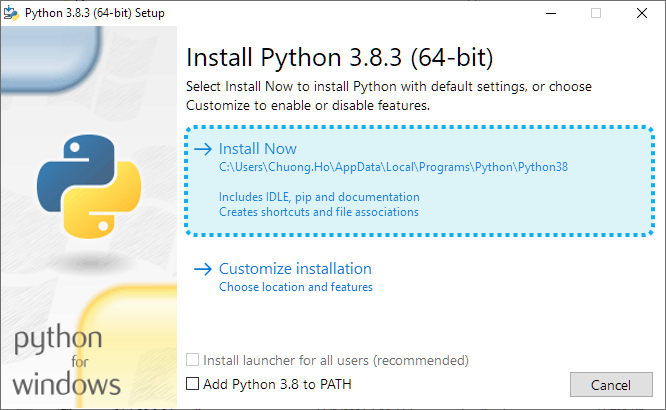 Python 3.8.3 (64-bit) Setup
Install Python 3.8.3 (64-bit)
Select Install Now to install Python with default settings, or choose
Customize to enable or disable features.
Install Now
C:\Users\Chuong.Ho\AppData\Local\Programs\Python\Python38
Includes IDLE, pip and documentation
Creates shortcuts and file associations
Customize installation
Choose location and features
python
for
windows
Install launcher for all users (recommended)
Add Python 3.8 to PATH
Cancel